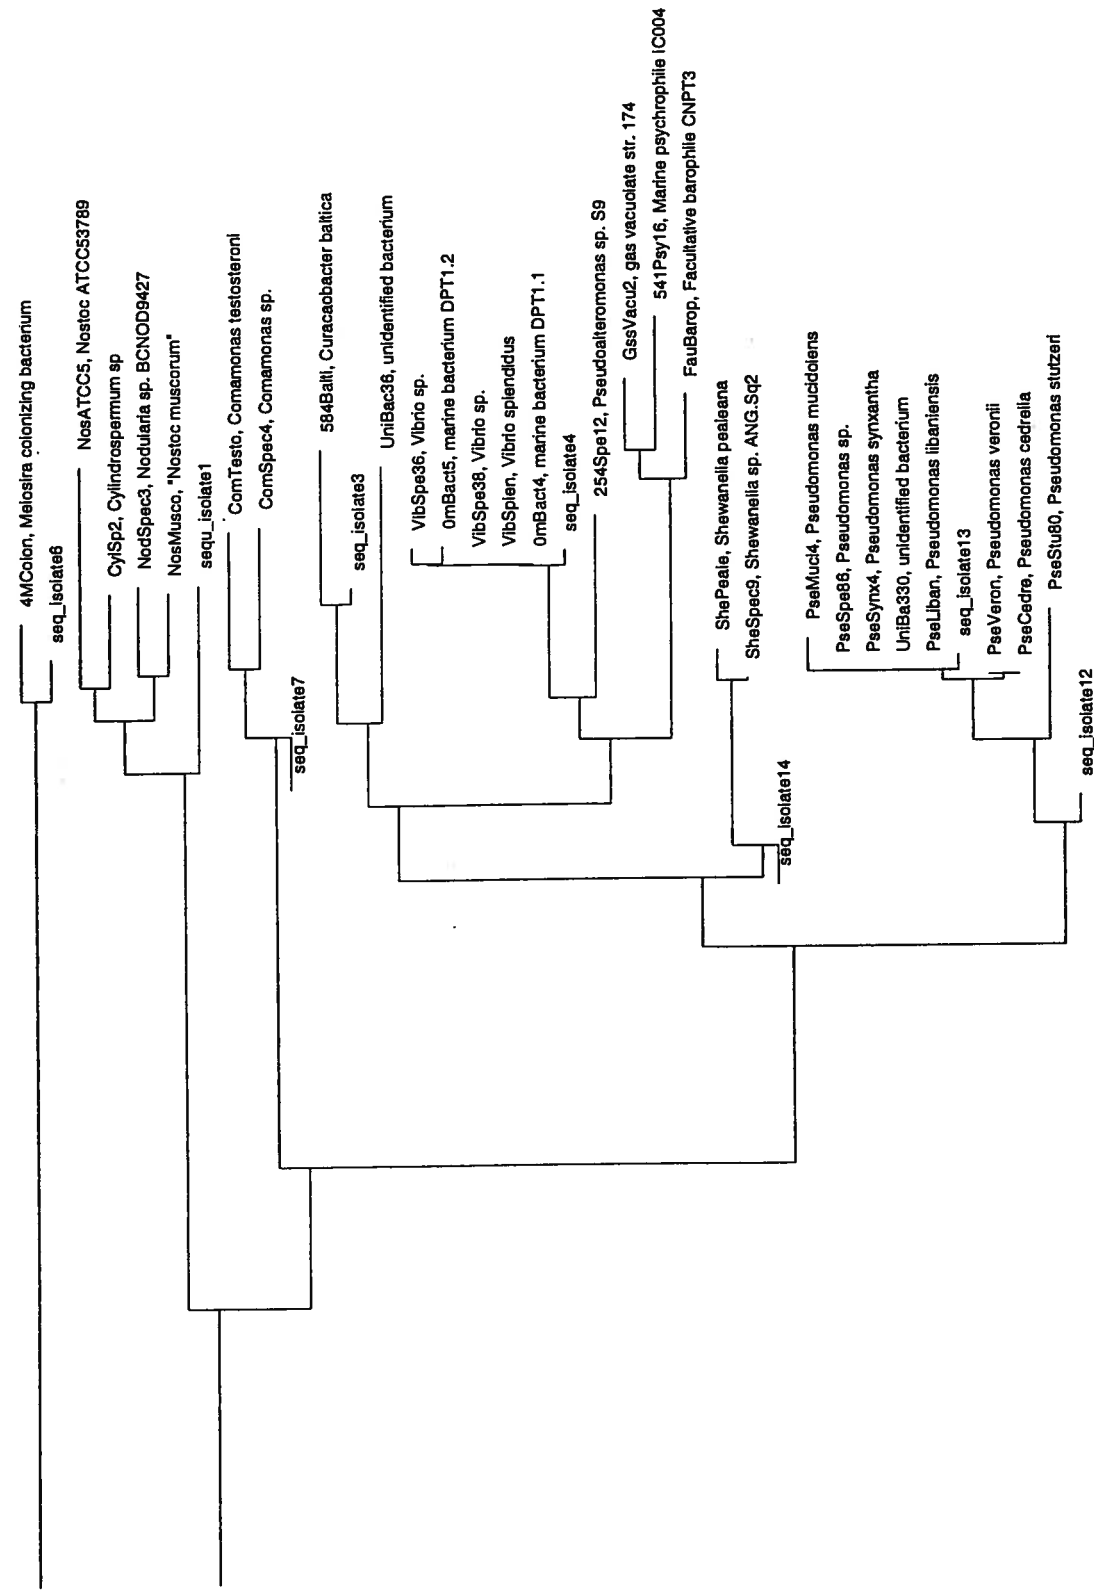 4MColon, Melosira colonizing bacterium
seq_isolate6
NosATCC5, Nostoc ATCC53789
CylSp2, Cylindrospermum sp
NodSpec3, Nodularia sp. BCNOD9427
NosMusco, "Nostoc muscorum"
sequ_isolate1
ComTesto, Comamonas testosteroni
ComSpec4, Comamonas sp.
seq_isolate7
584Balti, Curacaobacter baltica
seq_isolate3
UniBac36, unidentified bacterium
VibSpe36, Vibrio sp.
0mBact5, marine bacterium DPT1.2
VibSpe38, Vibrio sp.
VibSplen, Vibrio splendidus
0mBact4, marine bacterium DPT1.1
seq_isolate4
254Spe12, Pseudoalteromonas sp. S9
GssVacu2, gas vacuolate str. 174
541Psy16, Marine psychrophile IC004
FauBarop, Facultative barophile CNPT3
ShePeale, Shewanella pealeana
SheSpec9, Shewanella sp. ANG.Sq2
seq_isolate14
PseMuci4, Pseudomonas mucidolens
PseSpe86, Pseudomonas sp.
PseSynx4, Pseudomonas synxantha
UniBa330, unidentified bacterium
PseLiban, Pseudomonas libaniensis
seq_isolate13
PseVeron, Pseudomonas veronii
PseCedre, Pseudomonas cedrella
PseStu80, Pseudomonas stutzeri
seq_isolate12